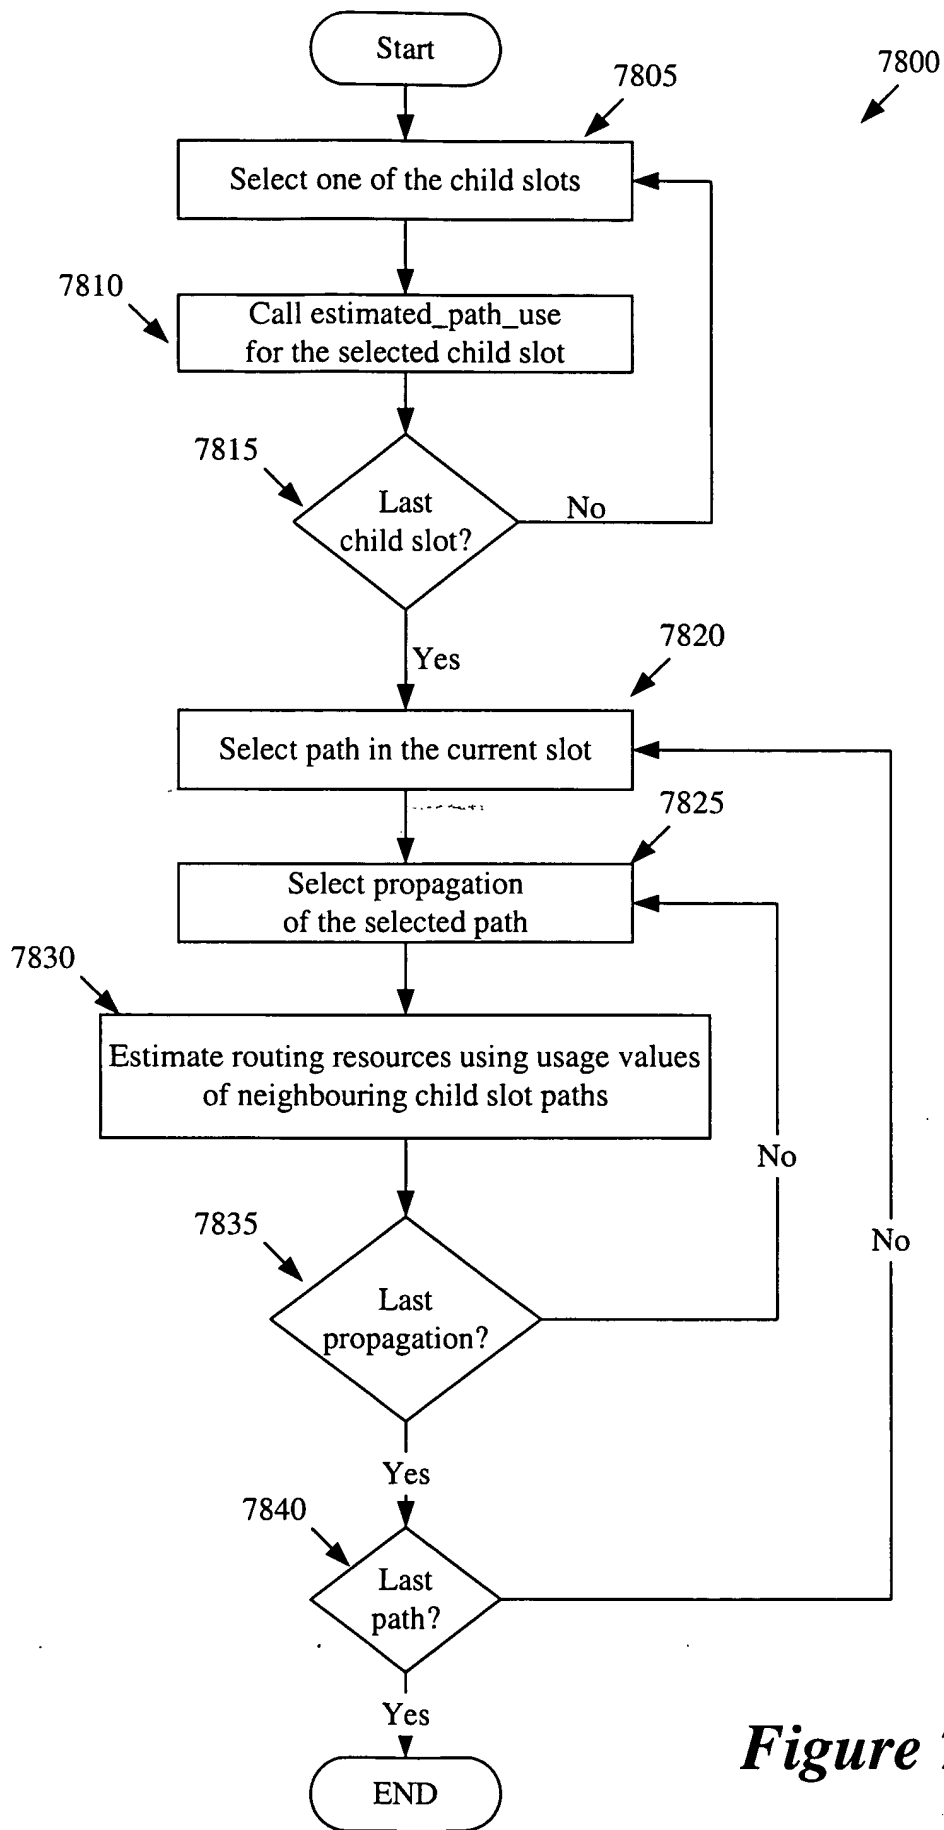 Start
7800
7805
Select one of the child slots
7810
Call estimated_path_use
for the selected child slot
7815
Last
child slot?
No
Yes
7820
Select path in the current slot
7825
Select propagation
of the selected path
7830
Estimate routing resources using usage values
of neighbouring child slot paths
No
7835
No
Last
propagation?
Yes
7840
Last
path?
Yes
Figure
END